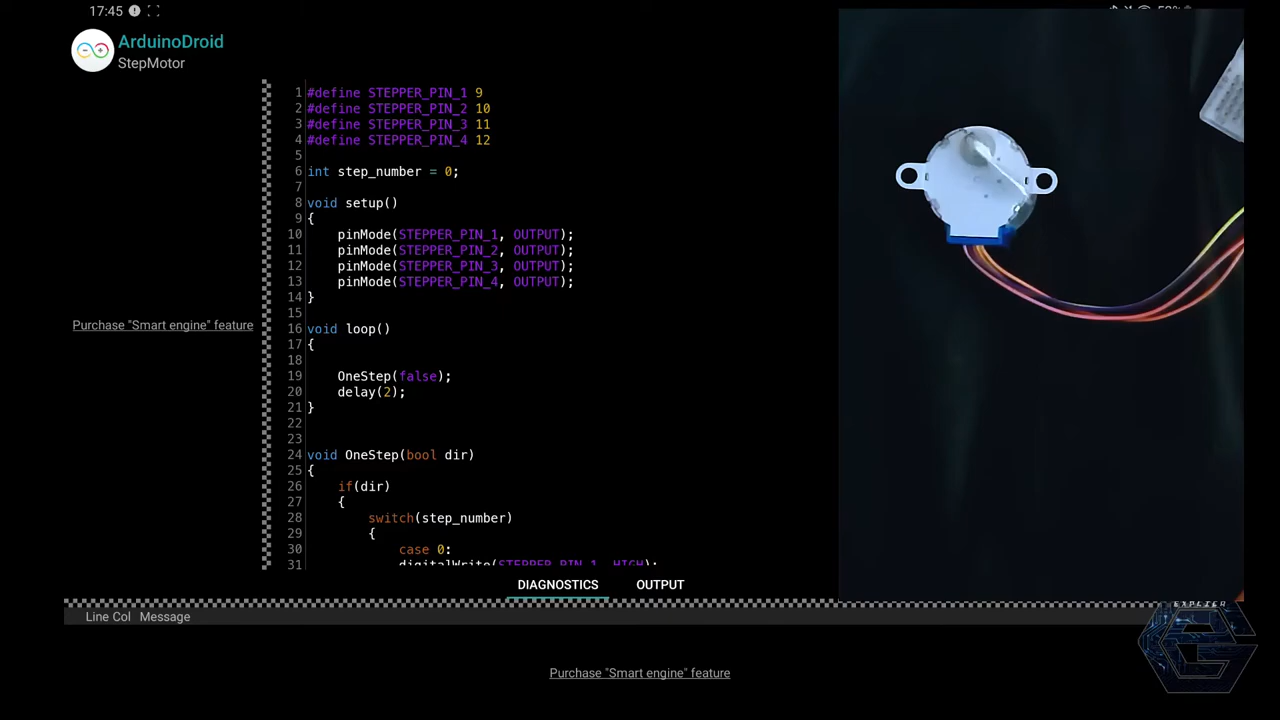 17:45
ArduinoDroid
StepMotor
1 #define STEPPER_PIN_1 9
2 #define STEPPER_PIN_2 10
3 #define STEPPER_PIN_3 11
4 #define STEPPER_PIN_4 12
5
6 int step_number = 0;
7
8 void setup()
9 {
10 pinMode(STEPPER_PIN_1, OUTPUT);
11 pinMode(STEPPER_PIN_2, OUTPUT);
12 pinMode(STEPPER_PIN_3, OUTPUT);
13 pinMode(STEPPER_PIN_4, OUTPUT);
14 }
15
16 void loop()
17 {
18
19 OneStep(false);
20 delay(2);
21 }
22
23
24 void OneStep(bool dir)
25 {
26 if(dir)
27 {
28 switch(step_number)
29 {
30 case 0:
31 digitalWrite(STEPPER_PIN_1, HIGH);
Purchase "Smart engine" feature
DIAGNOSTICS OUTPUT
Line Col Message
Purchase "Smart engine" feature